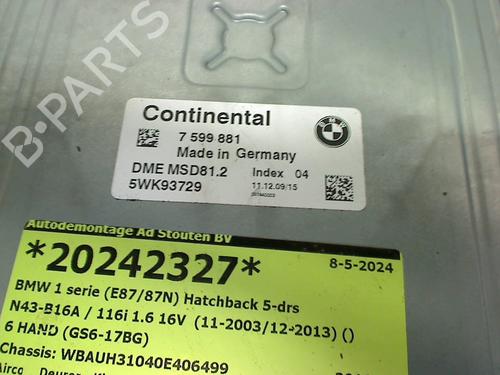 B-PARTS
Continental
BMW
7 599 881
Made in Germany
DME MSD81.2 Index 04
5WK93729 11.12.09/15
Autodemontage Ad Stouten BV
*20242327* 8-5-2024
BMW 1 serie (E87/87N) Hatchback 5-drs
N43-B16A / 116i 1.6 16V (11-2003/12-2013) ()
6 HAND (GS6-17BG)
Chassis: WBAUH31040E406499